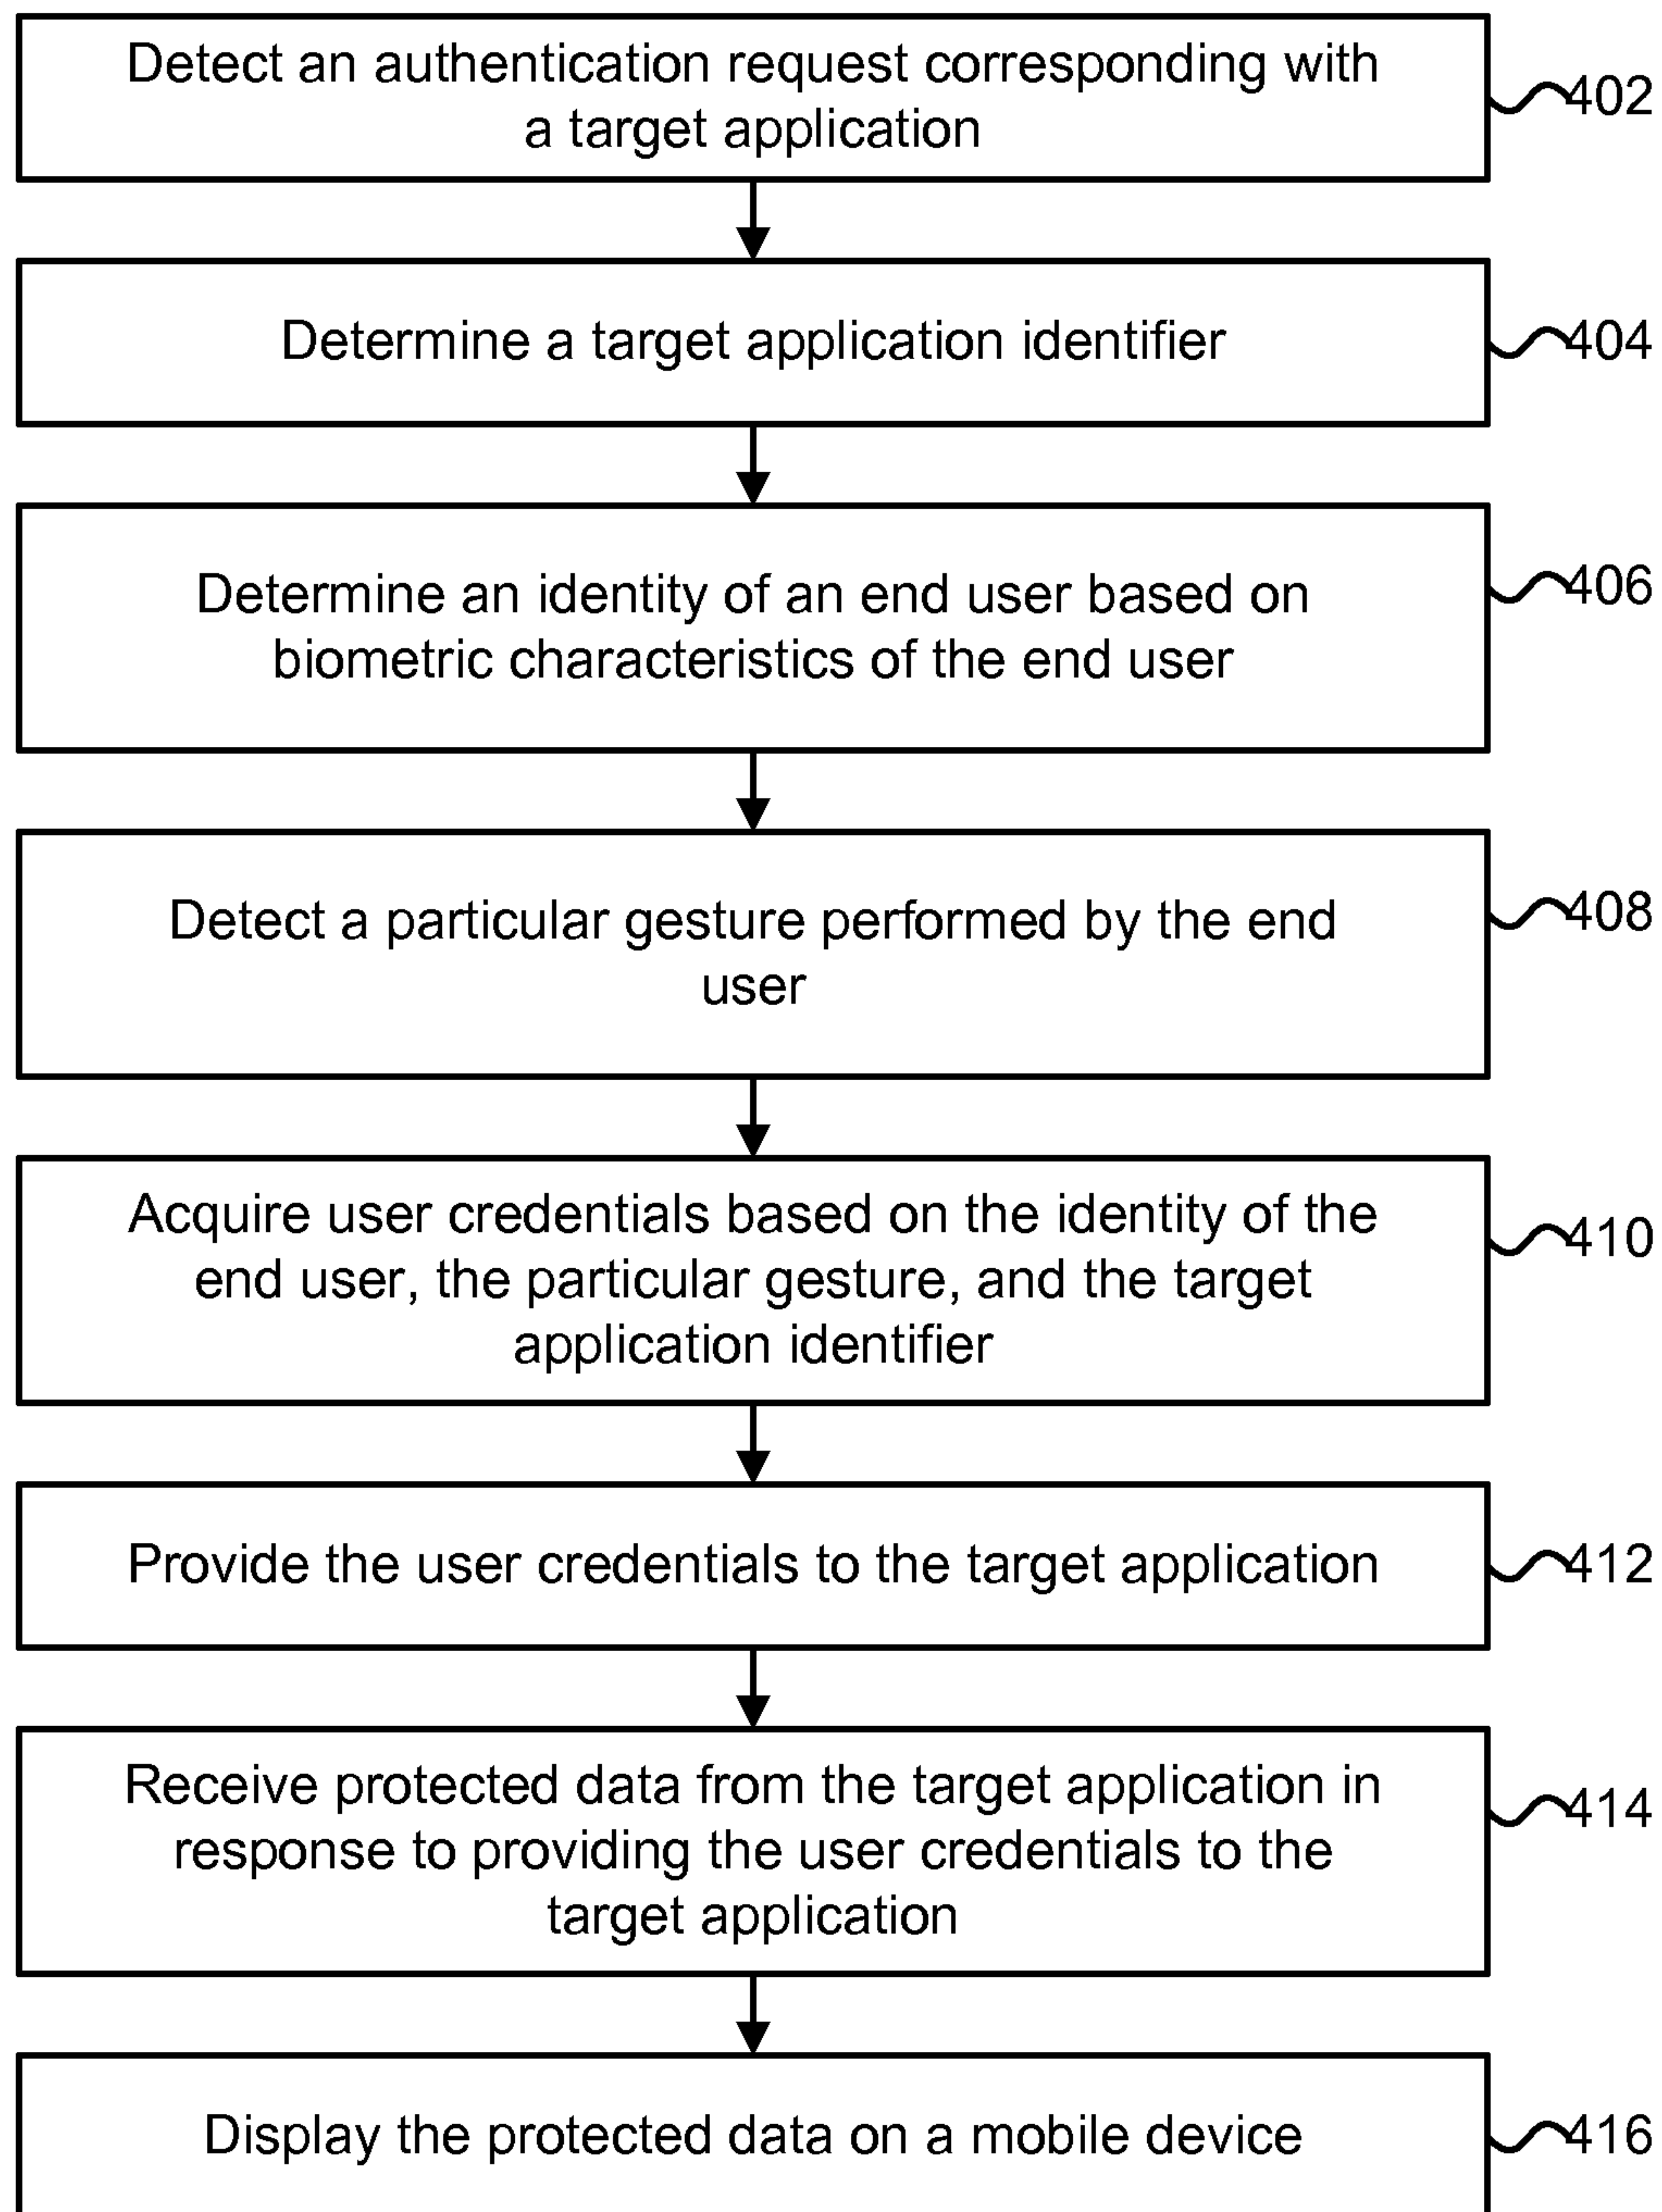 Detect an authentication request corresponding with
a target application
402
Determine a target application identifier
404
Determine an identity of an end user based on
biometric characteristics of the end user
406
Detect a particular gesture performed by the end
user
408
Acquire user credentials based on the identity of the
end user, the particular gesture, and the target
application identifier
410
Provide the user credentials to the target application
412
Receive protected data from the target application in
response to providing the user credentials to the
target application
414
Display the protected data on a mobile device
416